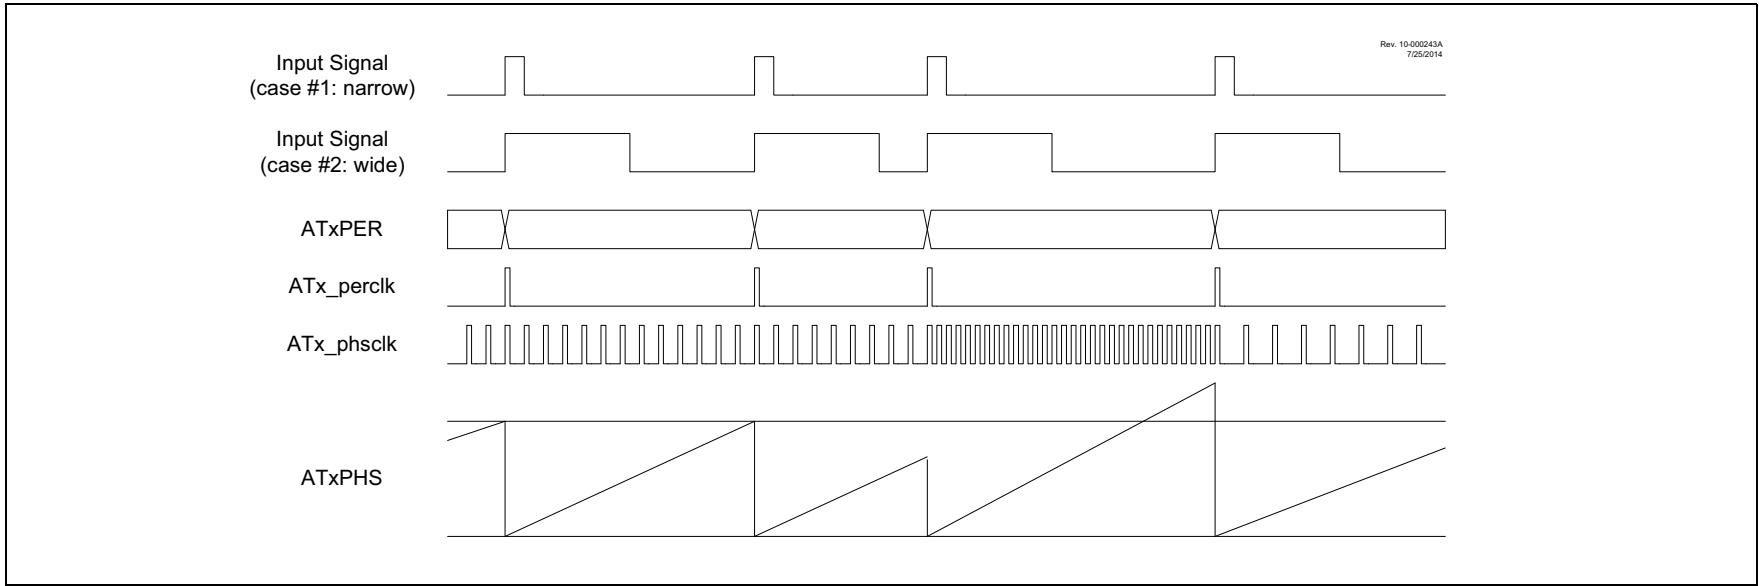 Rev. 10-000243A
7/25/2014
Input Signal
(case #1: narrow)
Input Signal
(case #2: wide)
ATxPER
ATx_perclk
ATx_phsclk
ATxPHS